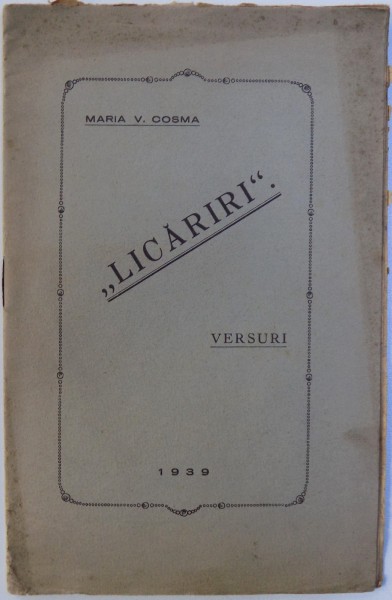 MARIA V. COSMA
„LICĂRIRI“.
VERSURI
1939